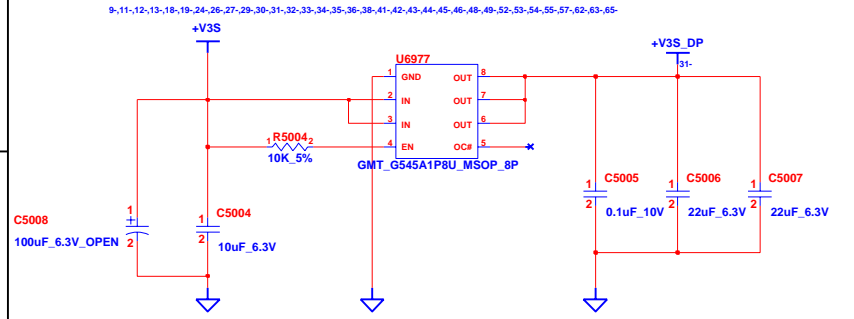 9-,11-,12-,13-,18-,19-,24-,26-,27-,29-,30-,31-,32-,33-,34-,35-,36-,38-,41-,42-,43-,44-,45-,46-,48-,49-,52-,53-,54-,55-,57-,62-,63-,65-
+V3S
U6977
+V3S_DP
31-
1 GND OUT 8
2 IN OUT 7
3 IN OUT 6
4 EN OC# 5
1 R5004 2
10K_5%
GMT_G545A1P8U_MSOP_8P
C5008
1
+
2
100uF_6.3V_OPEN
C5004
1
2
10uF_6.3V
C5005
1
2
0.1uF_10V
C5006
1
2
22uF_6.3V
C5007
1
2
22uF_6.3V